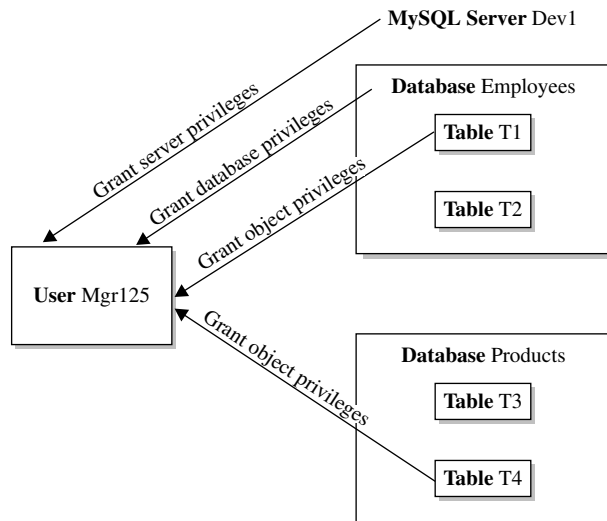 MySQL Server Dev1
Database Employees
Table T1
Table T2
Grant server privileges
Grant database privileges
Grant object privileges
User Mgr125
Grant object privileges
Database Products
Table T3
Table T4